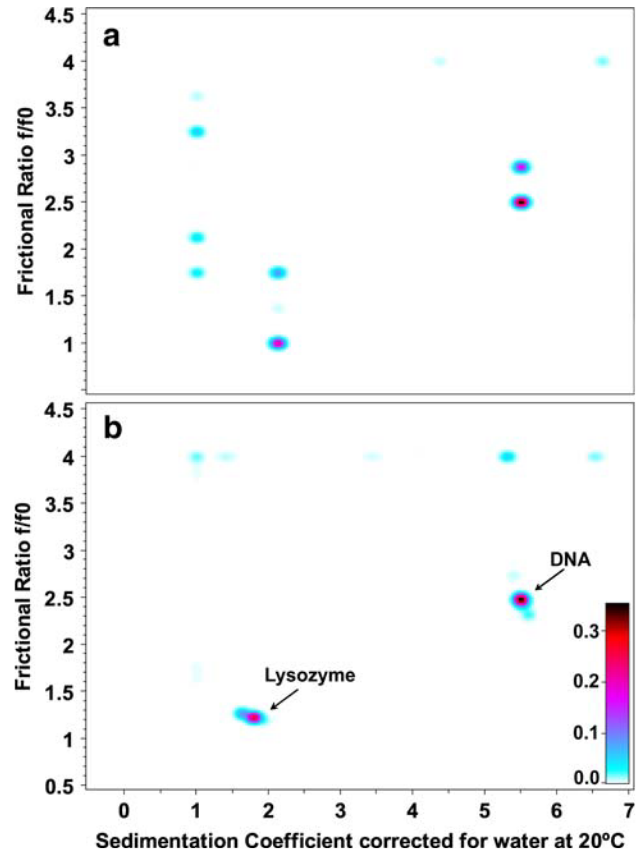 a
Frictional Ratio f/f0
4.5
4
3.5
3
2.5
2
1.5
1
b
Frictional Ratio f/f0
4.5
4
3.5
3
2.5
2
1.5
1
0.5
DNA
Lysozyme
0.3
0.2
0.1
0.0
0 1 2 3 4 5 6 7
Sedimentation Coefficient corrected for water at 20ºC